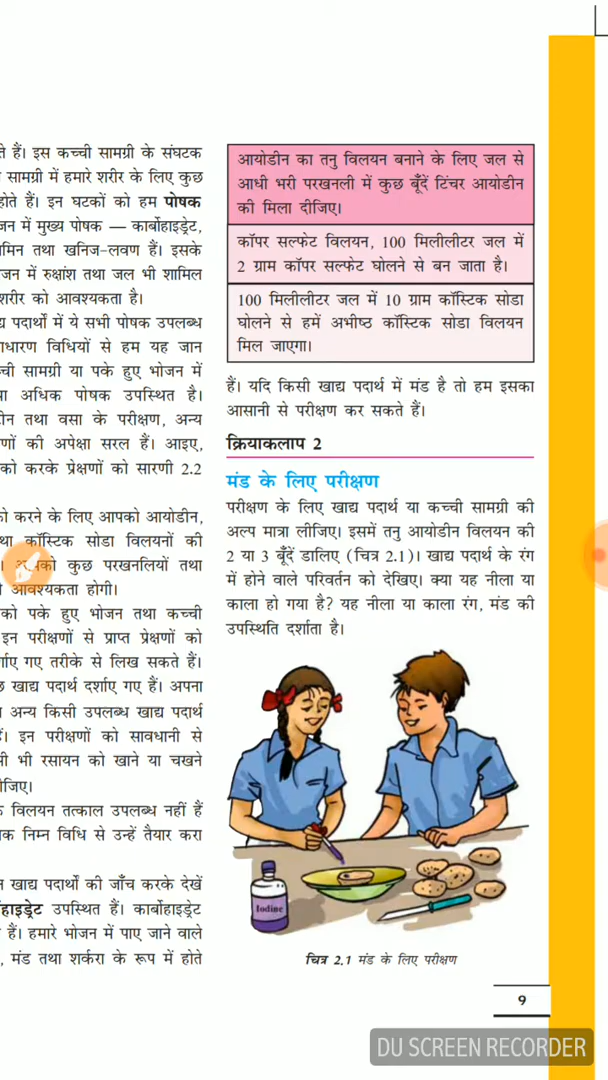 ते हैं। इस कच्ची सामग्री के संघटक
सामग्री में हमारे शरीर के लिए कुछ
होते हैं। इन घटकों को हम पोषक
जन में मुख्य पोषक — कार्बोहाइड्रेट,
मिन तथा खनिज-लवण हैं। इसके
जन में रुक्षांश तथा जल भी शामिल
शरीर को आवश्यकता है।
द्य पदार्थों में ये सभी पोषक उपलब्ध
ाधारण विधियों से हम यह जान
च्ची सामग्री या पके हुए भोजन में
या अधिक पोषक उपस्थित है।
टीन तथा वसा के परीक्षण, अन्य
णों की अपेक्षा सरल हैं। आइए,
को करके प्रेक्षणों को सारणी 2.2
को करने के लिए आपको आयोडीन,
था कॉस्टिक सोडा विलयनों की
कुछ परखनलियों तथा
आवश्यकता होगी।
को पके हुए भोजन तथा कच्ची
इन परीक्षणों से प्राप्त प्रेक्षणों को
र्शाए गए तरीके से लिख सकते हैं।
छ खाद्य पदार्थ दर्शाए गए हैं। अपना
अन्य किसी उपलब्ध खाद्य पदार्थ
हैं। इन परीक्षणों को सावधानी से
सी भी रसायन को खाने या चखने
ीजिए।
विलयन तत्काल उपलब्ध नहीं हैं
क निम्न विधि से उन्हें तैयार करा
न खाद्य पदार्थों की जाँच करके देखें
हाइड्रेट उपस्थित हैं। कार्बोहाइड्रेट
हैं। हमारे भोजन में पाए जाने वाले
, मंड तथा शर्करा के रूप में होते
आयोडीन का तनु विलयन बनाने के लिए जल से
आधी भरी परखनली में कुछ बूँदें टिंचर आयोडीन
की मिला दीजिए।
कॉपर सल्फेट विलयन, 100 मिलीलीटर जल में
2 ग्राम कॉपर सल्फेट घोलने से बन जाता है।
100 मिलीलीटर जल में 10 ग्राम कॉस्टिक सोडा
घोलने से हमें अभीष्ठ कॉस्टिक सोडा विलयन
मिल जाएगा।
हैं। यदि किसी खाद्य पदार्थ में मंड है तो हम इसका
आसानी से परीक्षण कर सकते हैं।
क्रियाकलाप 2
मंड के लिए परीक्षण
परीक्षण के लिए खाद्य पदार्थ या कच्ची सामग्री की
अल्प मात्रा लीजिए। इसमें तनु आयोडीन विलयन की
2 या 3 बूँदें डालिए (चित्र 2.1)। खाद्य पदार्थ के रंग
में होने वाले परिवर्तन को देखिए। क्या यह नीला या
काला हो गया है? यह नीला या काला रंग, मंड की
उपस्थिति दर्शाता है।
Iodine
चित्र 2.1 मंड के लिए परीक्षण
9
DU SCREEN RECORDER